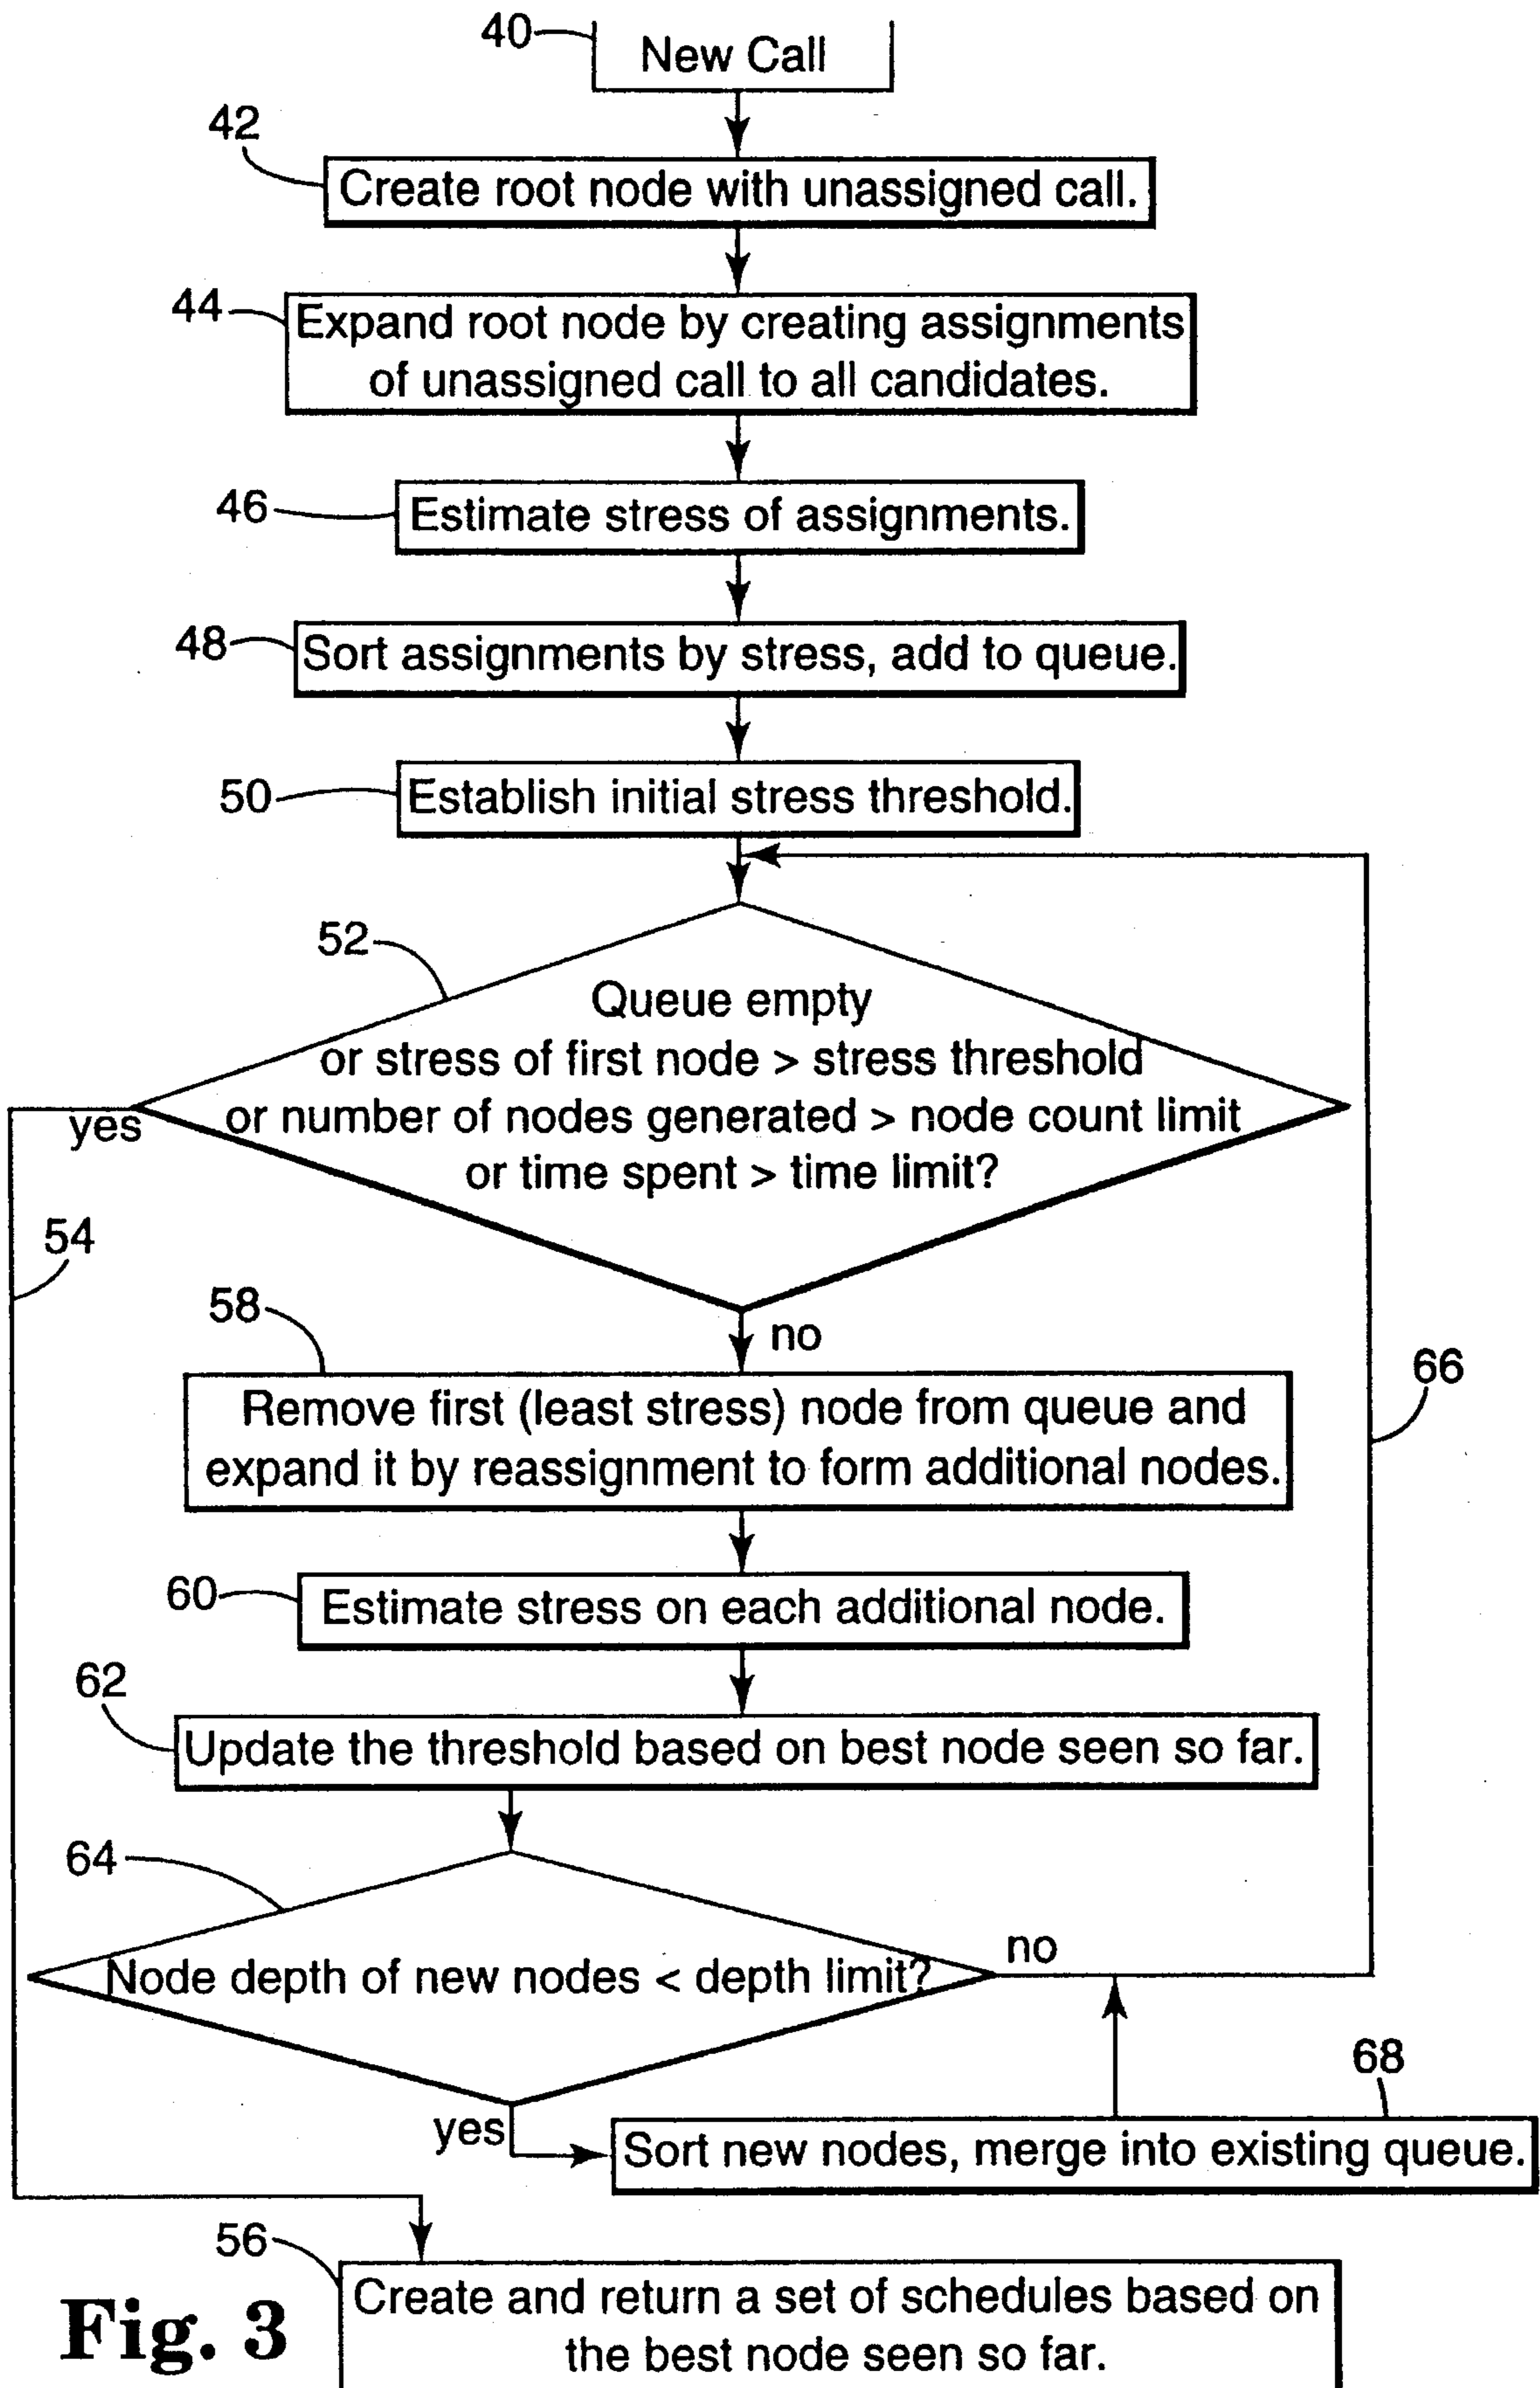 40
New Call
42
Create root node with unassigned call.
44
Expand root node by creating assignments
of unassigned call to all candidates.
46
Estimate stress of assignments.
48
Sort assignments by stress, add to queue.
50
Establish initial stress threshold.
52
Queue empty
or stress of first node > stress threshold
or number of nodes generated > node count limit
or time spent > time limit?
yes
54
58
no
66
Remove first (least stress) node from queue and
expand it by reassignment to form additional nodes.
60
Estimate stress on each additional node.
62
Update the threshold based on best node seen so far.
64
Node depth of new nodes < depth limit?
no
68
yes
Sort new nodes, merge into existing queue.
56
Create and return a set of schedules based on
the best node seen so far.
Fig. 3